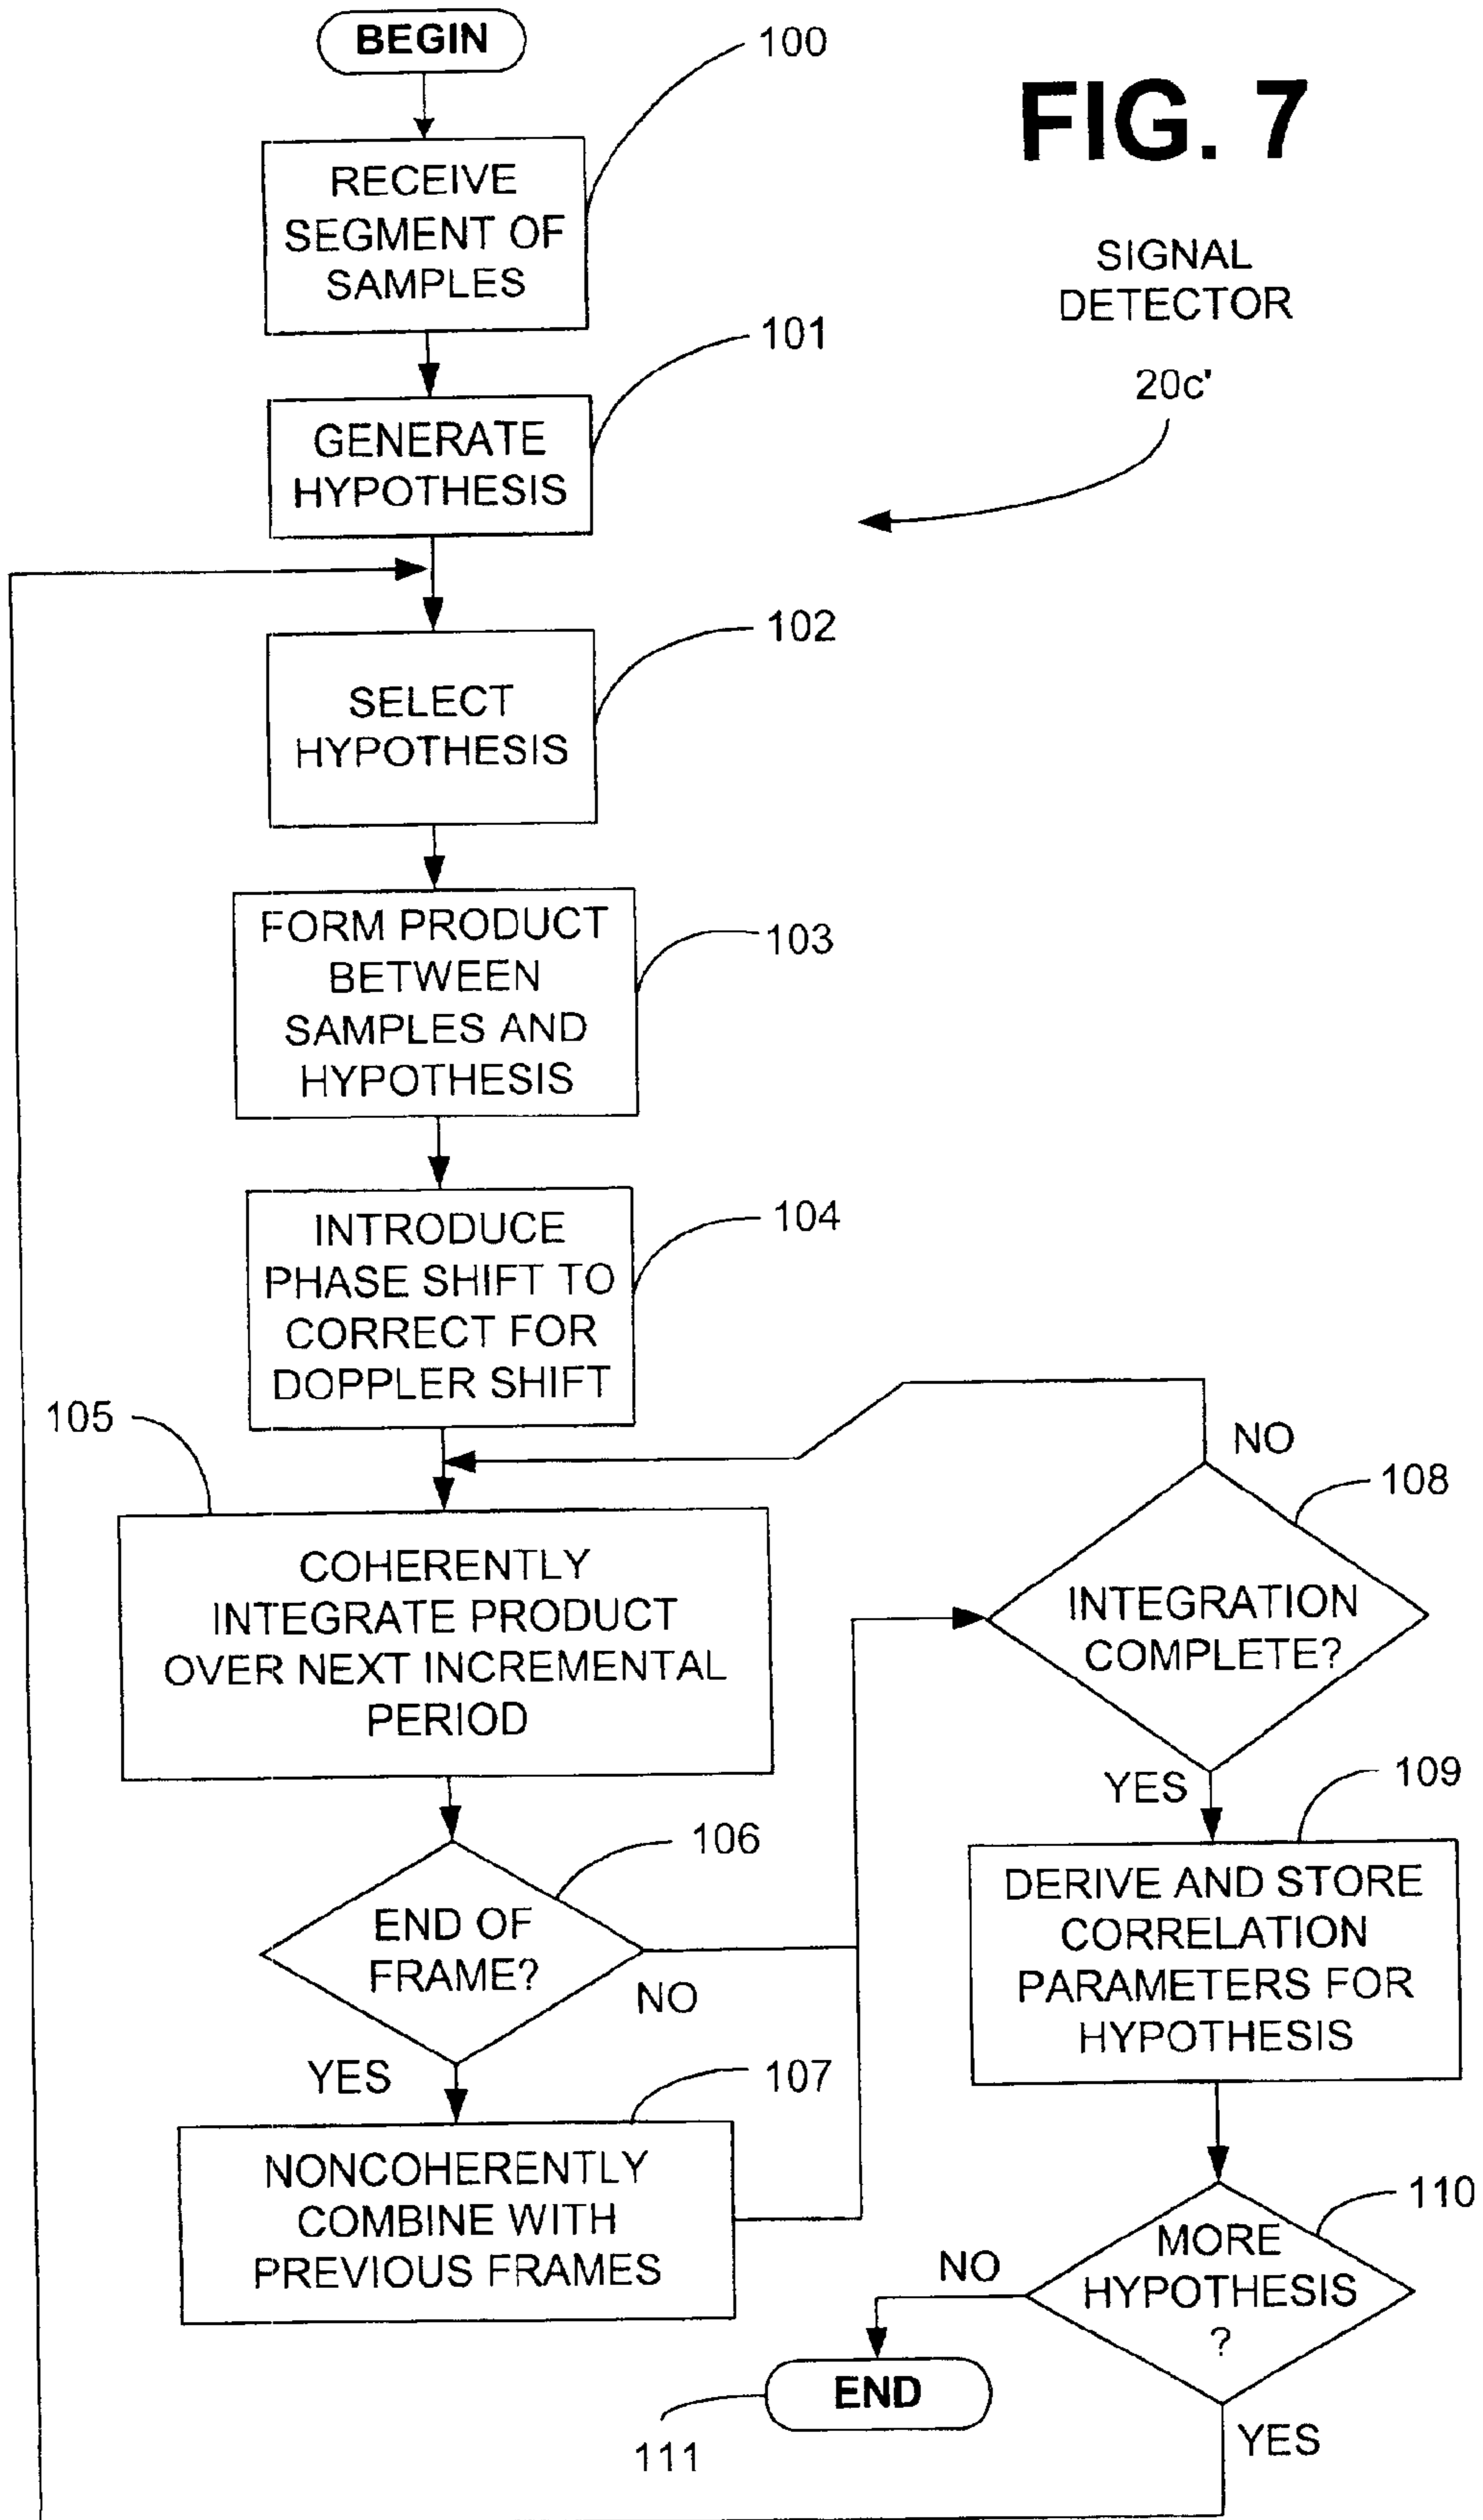 BEGIN
100
FIG. 7
RECEIVE
SEGMENT OF
SAMPLES
SIGNAL
DETECTOR
20c'
101
GENERATE
HYPOTHESIS
102
SELECT
HYPOTHESIS
103
FORM PRODUCT
BETWEEN
SAMPLES AND
HYPOTHESIS
104
INTRODUCE
PHASE SHIFT TO
CORRECT FOR
DOPPLER SHIFT
105
COHERENTLY
INTEGRATE PRODUCT
OVER NEXT INCREMENTAL
PERIOD
106
END OF
FRAME?
NO
YES
107
NONCOHERENTLY
COMBINE WITH
PREVIOUS FRAMES
NO
108
INTEGRATION
COMPLETE?
YES
109
DERIVE AND STORE
CORRELATION
PARAMETERS FOR
HYPOTHESIS
110
MORE
HYPOTHESIS
?
NO
END
111
YES